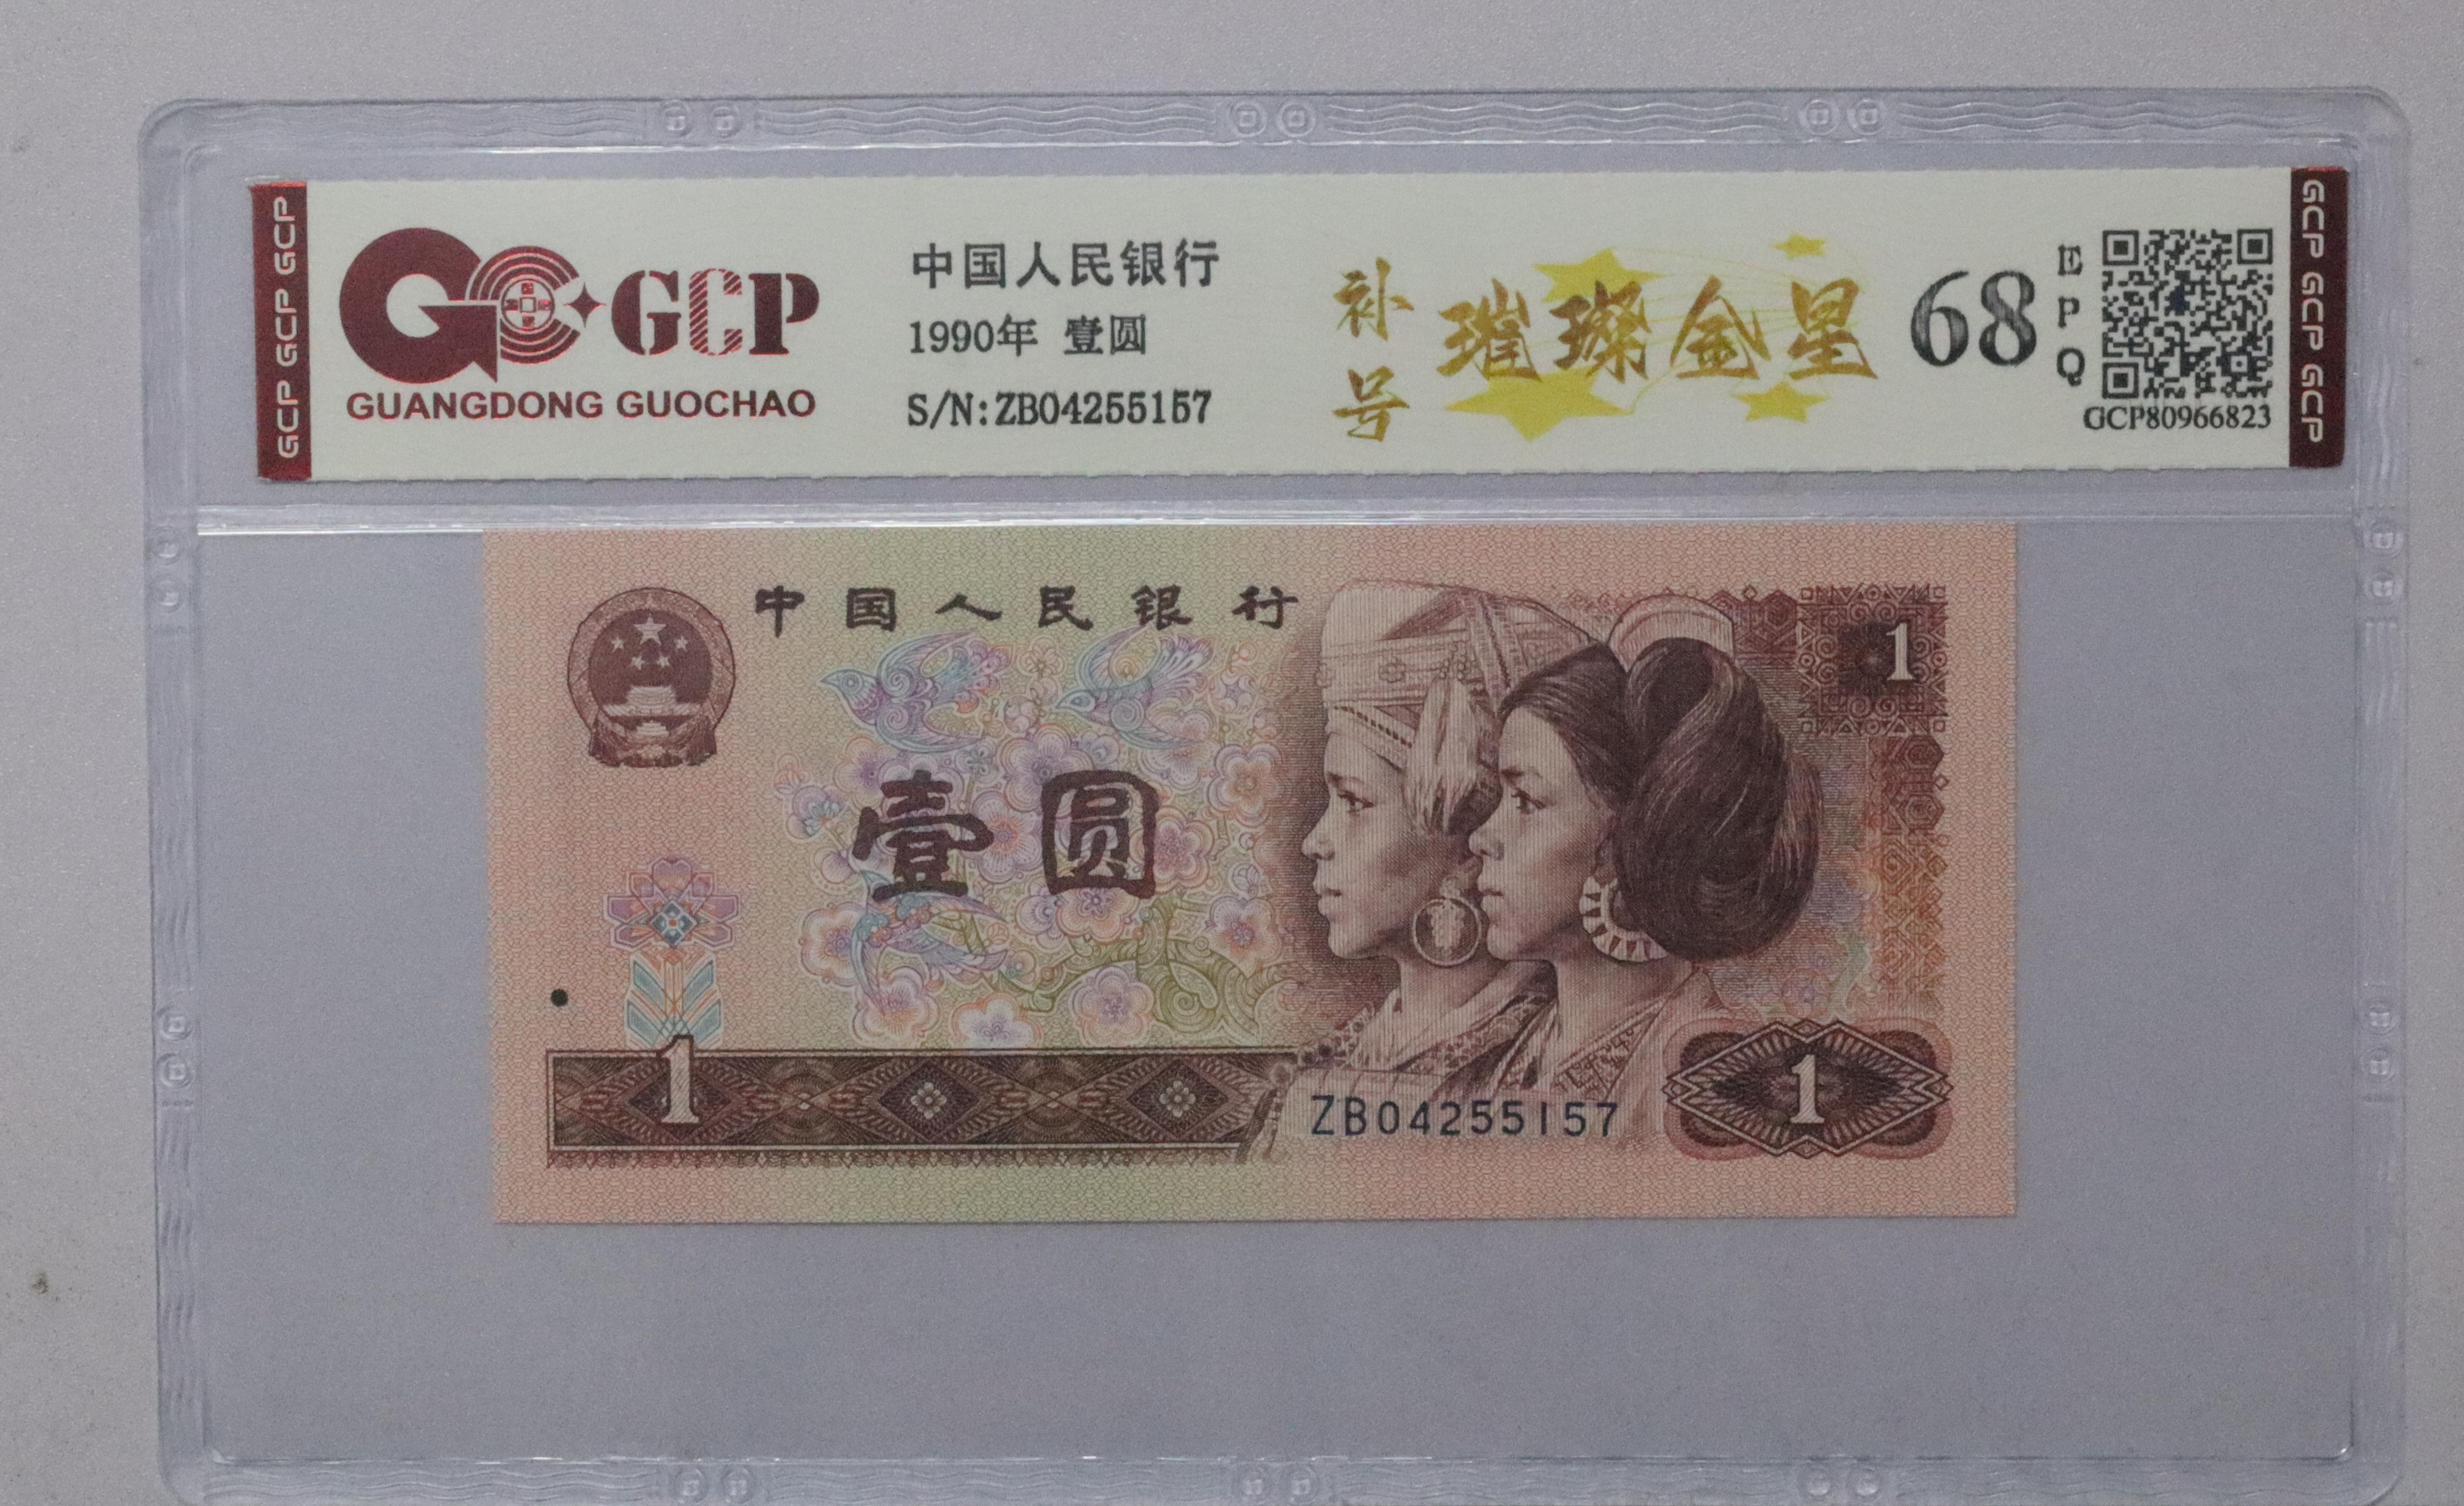 GCP GCP GCP
GCP
GUANGDONG GUOCHAO
中国人民银行
1990年 壹圆
S/N:ZB04255157
补号
璀璨金星
68
EPQ
GCP80966823
GCP GCP GCP
中国人民银行
1
壹圆
1
ZB04255157
1